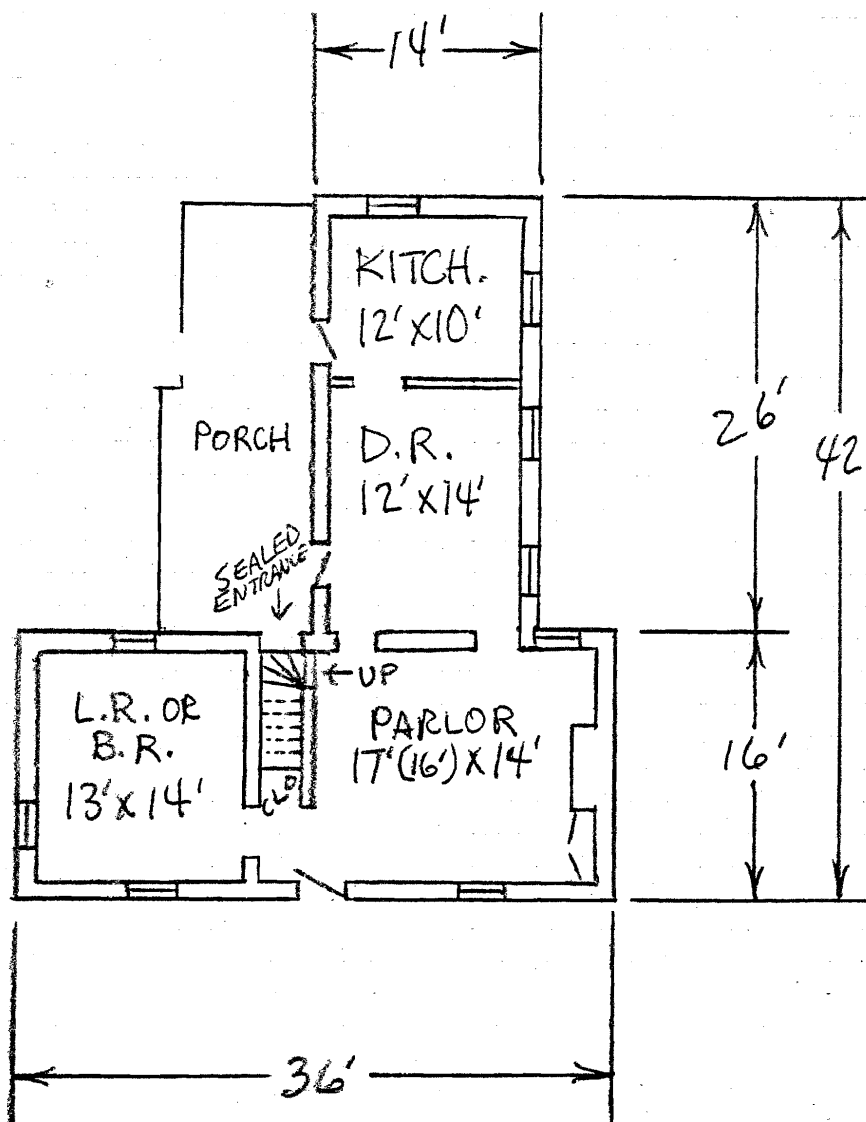 14'
KITCH.
12'X10'
PORCH
D.R.
12'X14'
26'
42
SEALED
ENTRANCE
←UP
L.R. OR
B.R.
13'X14'
PARLOR
17'(16')X14'
16'
CLO
36'